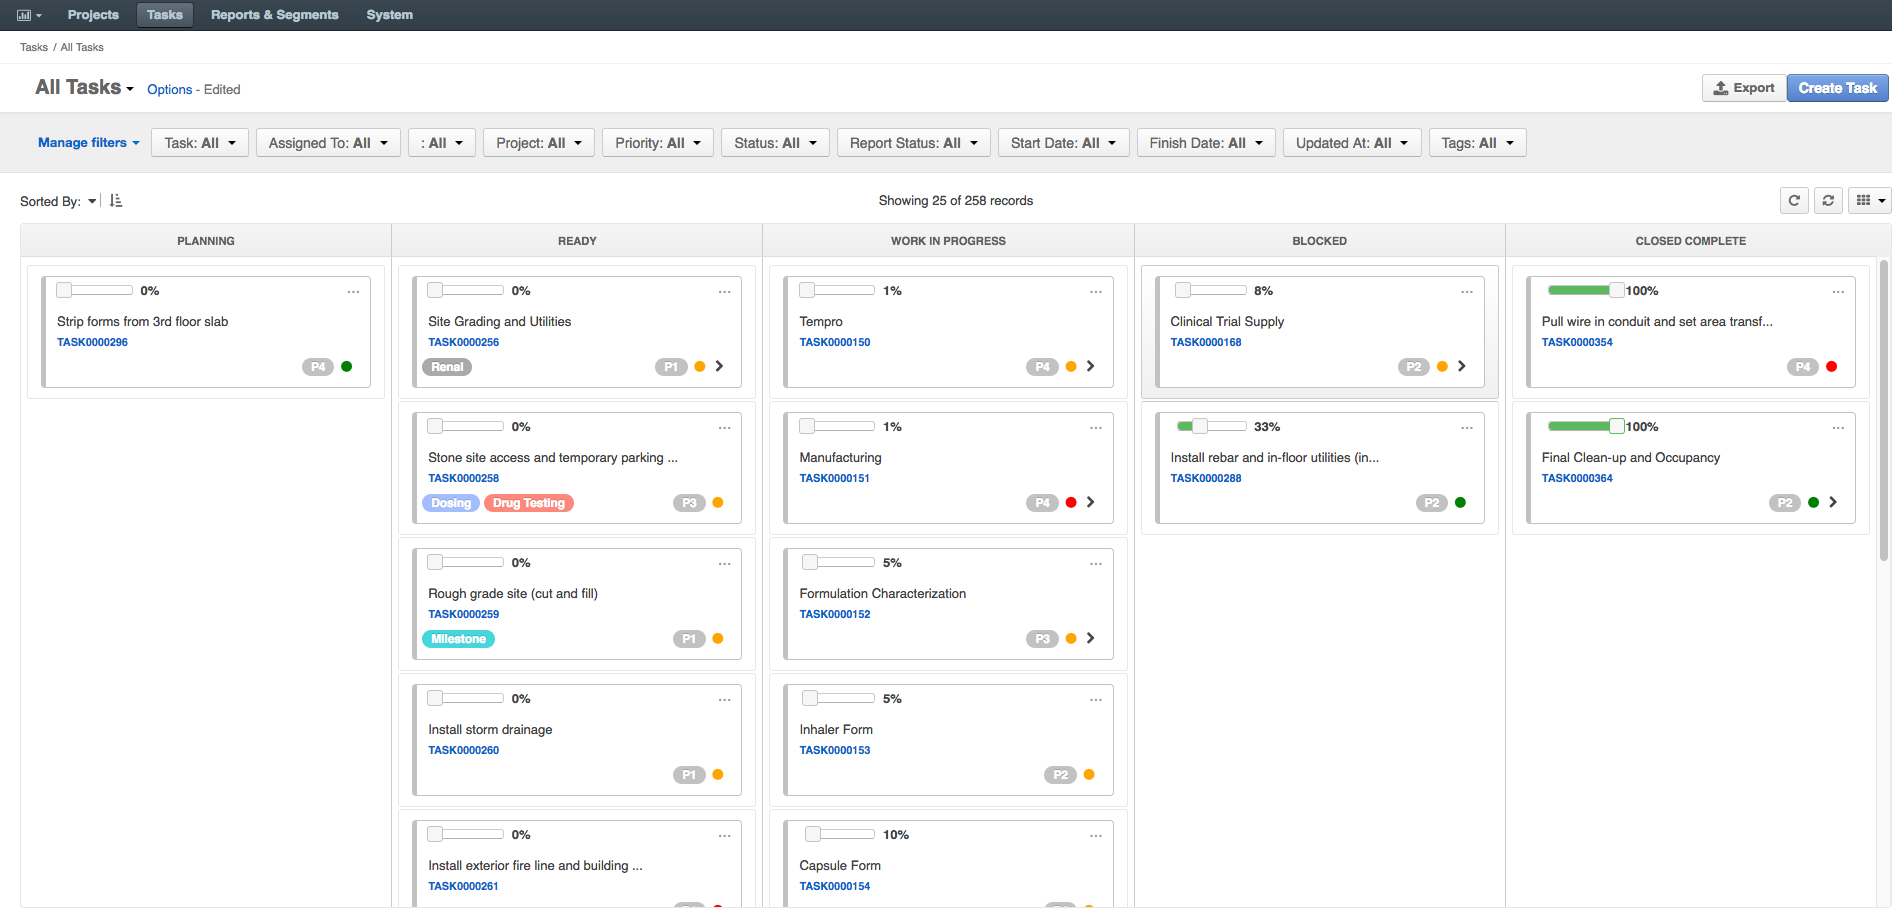 Projects Tasks Reports & Segments System
Tasks / All Tasks
All Tasks Options - Edited Export Create Task
Manage filters Task: All Assigned To: All : All Project: All Priority: All Status: All Report Status: All Start Date: All Finish Date: All Updated At: All Tags: All
Sorted By: Showing 25 of 258 records
PLANNING READY WORK IN PROGRESS BLOCKED CLOSED COMPLETE
0% ... 0% ... 1% ... 8% ... 100% ...
Strip forms from 3rd floor slab Site Grading and Utilities Tempro Clinical Trial Supply Pull wire in conduit and set area transf...
TASK0000296 TASK0000256 TASK0000150 TASK0000168 TASK0000354
P4 Renal P1 P4 P2 P4
0% ... 1% ... 33% ... 100% ...
Stone site access and temporary parking ... Manufacturing Install rebar and in-floor utilities (in... Final Clean-up and Occupancy
TASK0000258 TASK0000151 TASK0000288 TASK0000364
Dosing Drug Testing P3 P4 P2 P2
0% ... 5% ...
Rough grade site (cut and fill) Formulation Characterization
TASK0000259 TASK0000152
Milestone P1 P3
0% ... 5% ...
Install storm drainage Inhaler Form
TASK0000260 TASK0000153
P1 P2
0% ... 10% ...
Install exterior fire line and building ... Capsule Form
TASK0000261 TASK0000154